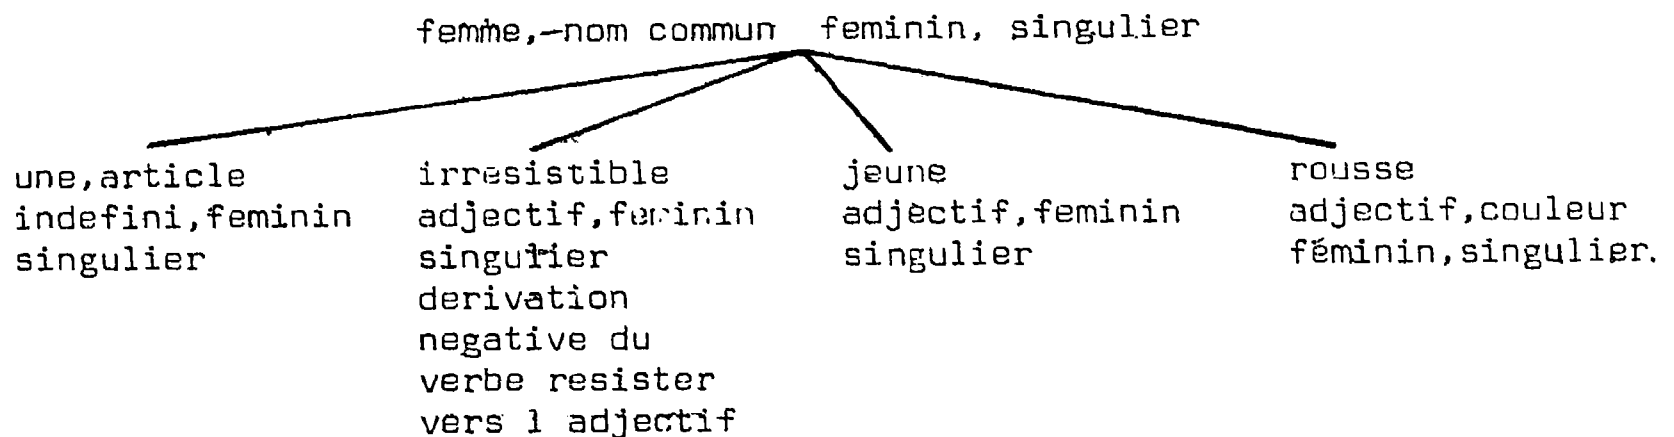 femme,-nom commun feminin, singulier
une,article
indefini,feminin
singulier
irresistible
adjectif,feminin
singulier
derivation
negative du
verbe resister
vers l adjectif
jeune
adjectif,feminin
singulier
rousse
adjectif,couleur
féminin,singulier.